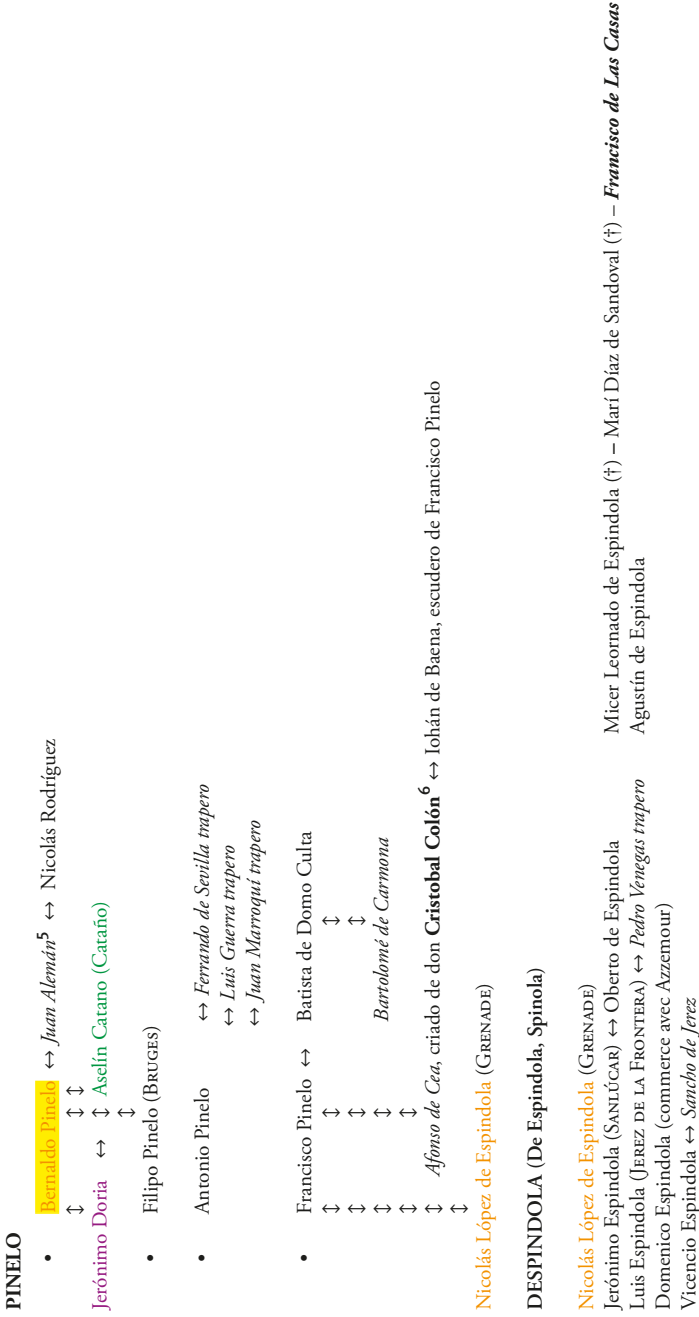 PINELO
• Bernaldo Pinelo ↔ Juan Alemán⁵ ↔ Nicolás Rodríguez
↕ ↕ ↕
Jerónimo Doria ↔ ↕ Aselín Catano (Cataño)
↕
• Filipo Pinelo (BRUGES)
• Antonio Pinelo ↔ Ferrando de Sevilla trapero
↔ Luis Guerra trapero
↔ Juan Marroquí trapero
• Francisco Pinelo ↔ Batista de Domo Culta
↕ ↕ ↕
↕ ↕ ↕
↕ ↕ Bartolomé de Carmona
↕ ↕
↕ Afonso de Cea, criado de don Cristobal Colón⁶ ↔ Iohán de Baena, escudero de Francisco Pinelo
↕
Nicolás López de Espindola (GRENADE)
DESPINDOLA (De Espindola, Spinola)
Nicolás López de Espindola (GRENADE)
Jerónimo Espindola (SANLÚCAR) ↔ Oberto de Espindola Micer Leornado de Espindola (†) – Marí Díaz de Sandoval (†) – Francisco de Las Casas
Luis Espindola (JEREZ DE LA FRONTERA) ↔ Pedro Venegas trapero Agustín de Espindola
Domenico Espindola (commerce avec Azzemour)
Vicencio Espindola ↔ Sancho de Jerez